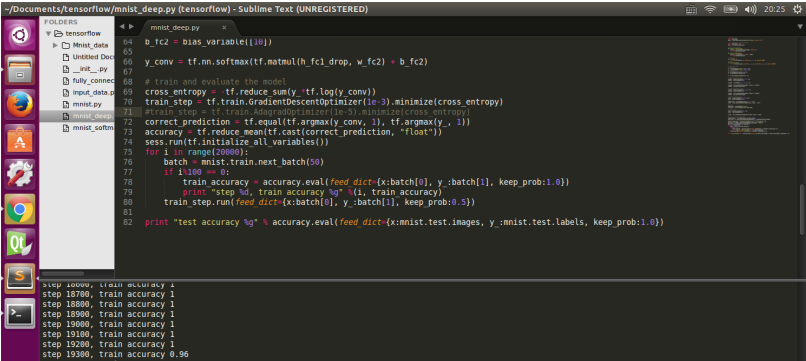 ~/Documents/tensorflow/mnist_deep.py (tensorflow) - Sublime Text (UNREGISTERED)
20:25
FOLDERS
tensorflow
Mnist_data
Untitled Docu
__init__.py
fully_connec
input_data.p
mnist.py
mnist_deep.
mnist_softm
mnist_deep.py ×
64 b_fc2 = bias_variable([10])
65
66 y_conv = tf.nn.softmax(tf.matmul(h_fc1_drop, w_fc2) + b_fc2)
67
68 # train and evaluate the model
69 cross_entropy = -tf.reduce_sum(y_*tf.log(y_conv))
70 train_step = tf.train.GradientDescentOptimizer(1e-3).minimize(cross_entropy)
71 #train_step = tf.train.AdagradOptimizer(1e-5).minimize(cross_entropy)
72 correct_prediction = tf.equal(tf.argmax(y_conv, 1), tf.argmax(y_, 1))
73 accuracy = tf.reduce_mean(tf.cast(correct_prediction, "float"))
74 sess.run(tf.initialize_all_variables())
75 for i in range(20000):
76 batch = mnist.train.next_batch(50)
77 if i%100 == 0:
78 train_accuracy = accuracy.eval(feed_dict={x:batch[0], y_:batch[1], keep_prob:1.0})
79 print "step %d, train accuracy %g" %(i, train_accuracy)
80 train_step.run(feed_dict={x:batch[0], y_:batch[1], keep_prob:0.5})
81
82 print "test accuracy %g" % accuracy.eval(feed_dict={x:mnist.test.images, y_:mnist.test.labels, keep_prob:1.0})
step 18600, train accuracy 1
step 18700, train accuracy 1
step 18800, train accuracy 1
step 18900, train accuracy 1
step 19000, train accuracy 1
step 19100, train accuracy 1
step 19200, train accuracy 1
step 19300, train accuracy 0.96